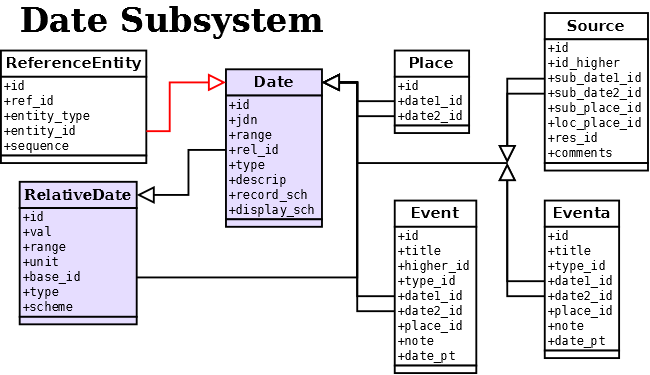 Date Subsystem
ReferenceEntity
+id
+ref_id
+entity_type
+entity_id
+sequence
Date
+id
+jdn
+range
+rel_id
+type
+descrip
+record_sch
+display_sch
Place
+id
+date1_id
+date2_id
Source
+id
+id_higher
+sub_date1_id
+sub_date2_id
+sub_place_id
+loc_place_id
+res_id
+comments
RelativeDate
+id
+val
+range
+unit
+base_id
+type
+scheme
Event
+id
+title
+higher_id
+type_id
+date1_id
+date2_id
+place_id
+note
+date_pt
Eventa
+id
+title
+type_id
+date1_id
+date2_id
+place_id
+note
+date_pt